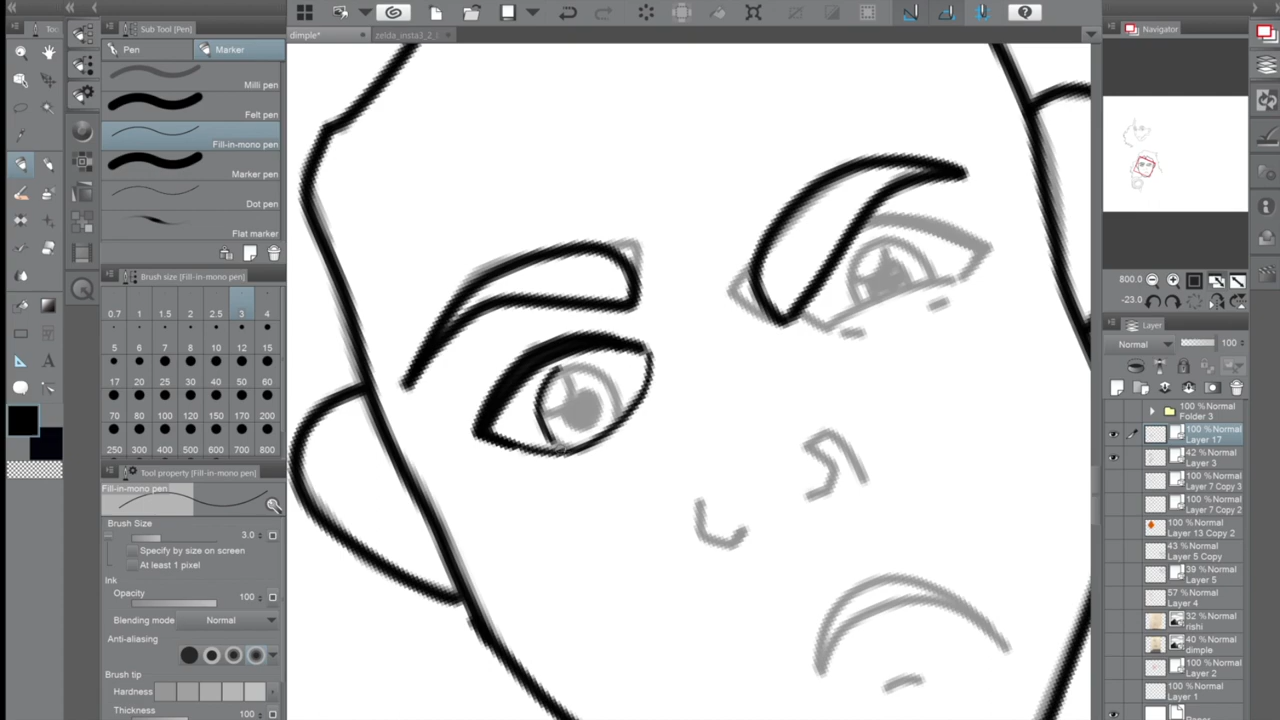 Sub Tool [Pen]
Pen
Marker
Milli pen
Felt pen
Fill-in-mono pen
Marker pen
Dot pen
Flat marker
Brush size [Fill-in-mono pen]
0.7 1 1.5 2 2.5 3 4
5 6 7 8 10 12 15
17 20 25 30 40 50 60
70 80 100 120 150 170 200
250 300 400 500 600 700 800
Tool property [Fill-in-mono pen]
Fill-in-mono pen
Brush Size 3.0
Specify by size on screen
At least 1 pixel
Ink
Opacity 100
Blending mode Normal
Anti-aliasing
Brush tip
Hardness
Thickness 100
dimple*
zelda_insta3_2_
Navigator
800.0
-23.0
Layer
Normal 100
100 % Normal
Folder 3
100 % Normal
Layer 17
42 % Normal
Layer 3
100 % Normal
Layer 7 Copy 3
100 % Normal
Layer 7 Copy 2
100 % Normal
Layer 13 Copy 2
43 % Normal
Layer 5 Copy
39 % Normal
Layer 5
57 % Normal
Layer 4
32 % Normal
rishi
40 % Normal
dimple
100 % Normal
Layer 2
100 % Normal
Layer 1